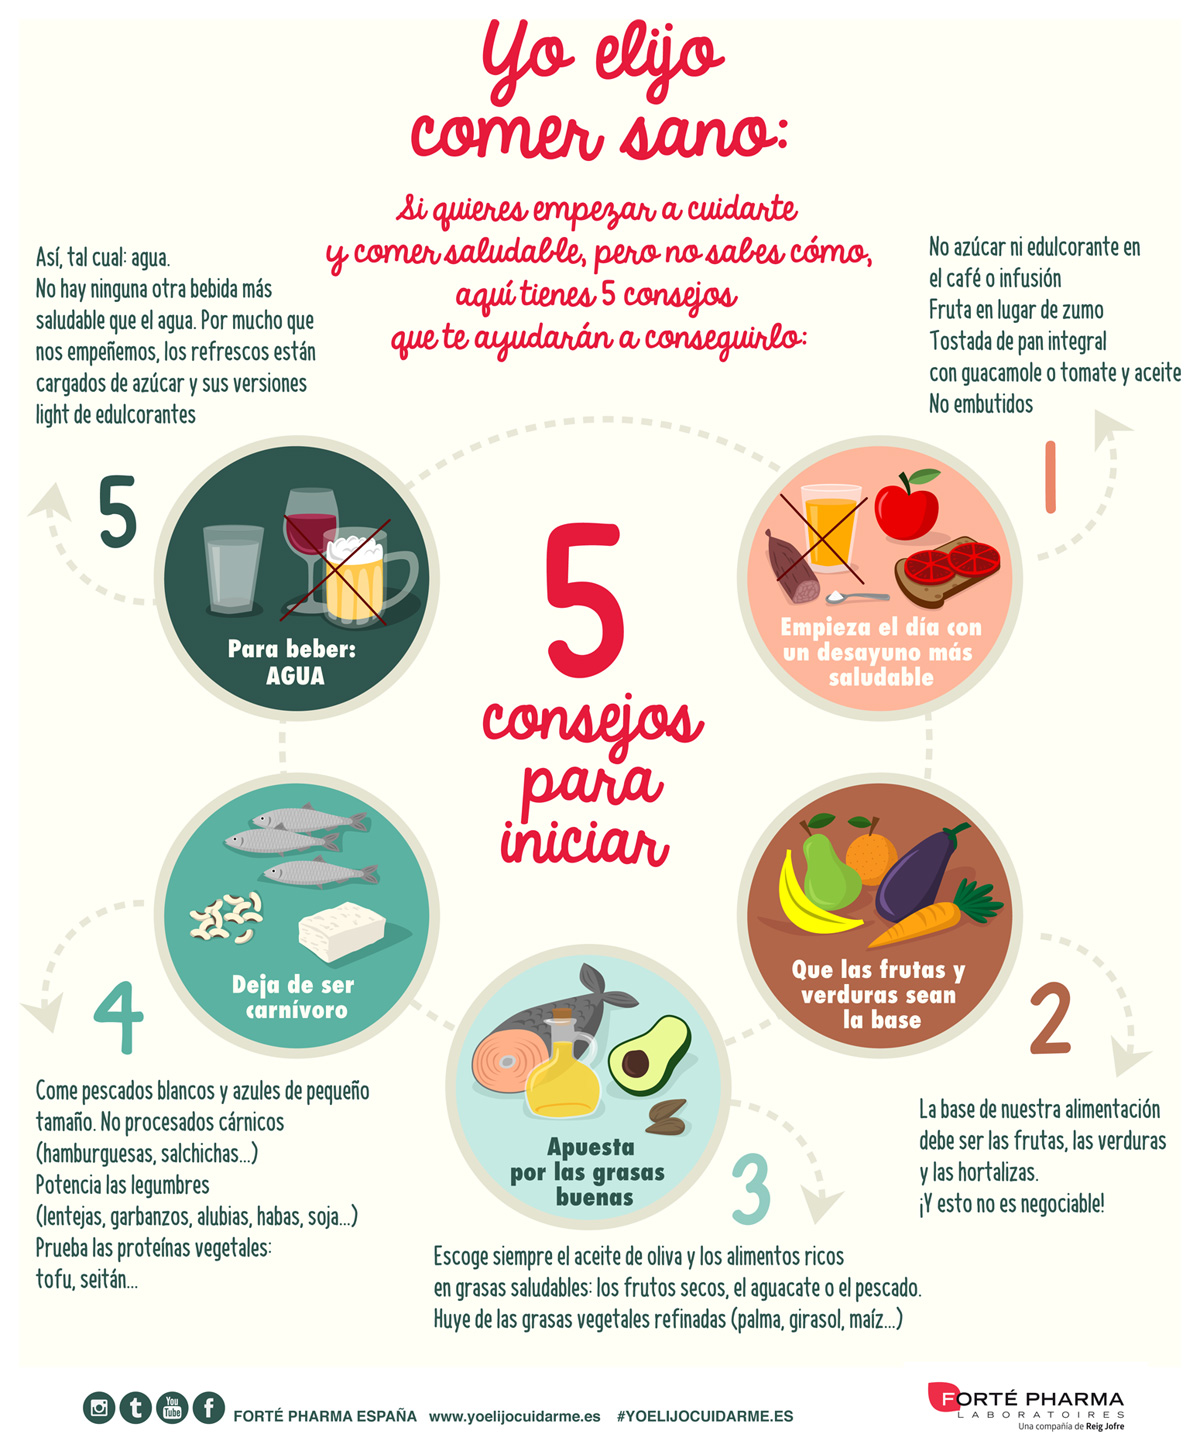 Yo elijo
comer sano:
Si quieres empezar a cuidarte
y comer saludable, pero no sabes cómo,
aquí tienes 5 consejos
que te ayudarán a conseguirlo:
5
consejos
para
iniciar
No azúcar ni edulcorante en
el café o infusión
Fruta en lugar de zumo
Tostada de pan integral
con guacamole o tomate y aceite
No embutidos
1
Empieza el día con
un desayuno más
saludable
Que las frutas y
verduras sean
la base
2
La base de nuestra alimentación
debe ser las frutas, las verduras
y las hortalizas.
¡Y esto no es negociable!
Apuesta
por las grasas
buenas
3
Escoge siempre el aceite de oliva y los alimentos ricos
en grasas saludables: los frutos secos, el aguacate o el pescado.
Huye de las grasas vegetales refinadas (palma, girasol, maíz...)
Deja de ser
carnívoro
4
Come pescados blancos y azules de pequeño
tamaño. No procesados cárnicos
(hamburguesas, salchichas...)
Potencia las legumbres
(lentejas, garbanzos, alubias, habas, soja...)
Prueba las proteínas vegetales:
tofu, seitán...
Así, tal cual: agua.
No hay ninguna otra bebida más
saludable que el agua. Por mucho que
nos empeñemos, los refrescos están
cargados de azúcar y sus versiones
light de edulcorantes
5
Para beber:
AGUA
You
Tube
FORTÉ PHARMA ESPAÑA www.yoelijocuidarme.es #YOELIJOCUIDARME.ES
FORTÉ PHARMA
LABORATOIRES
Una compañía de Reig Jofre